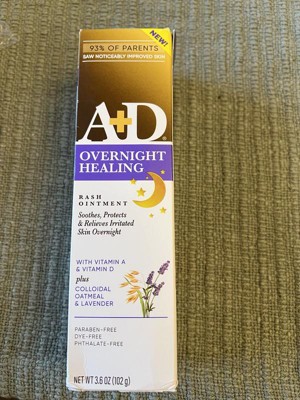 NEW!
93% OF PARENTS
SAW NOTICEABLY IMPROVED SKIN
A+D®
OVERNIGHT
HEALING
RASH
OINTMENT
Soothes, Protects
& Relieves Irritated
Skin Overnight
WITH VITAMIN A
& VITAMIN D
plus
COLLOIDAL
OATMEAL
& LAVENDER
PARABEN-FREE
DYE-FREE
PHTHALATE-FREE
NET WT 3.6 OZ (102 g)